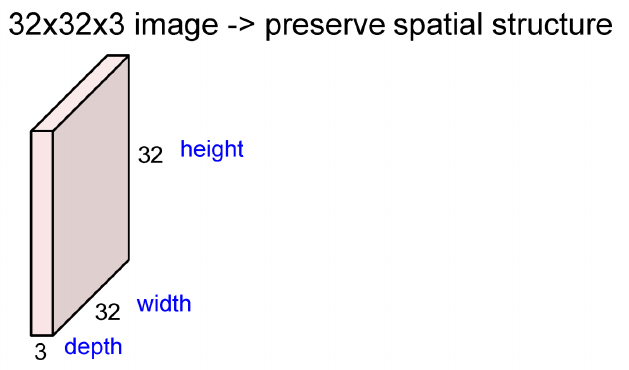 32x32x3 image -> preserve spatial structure
32 height
32 width
3 depth